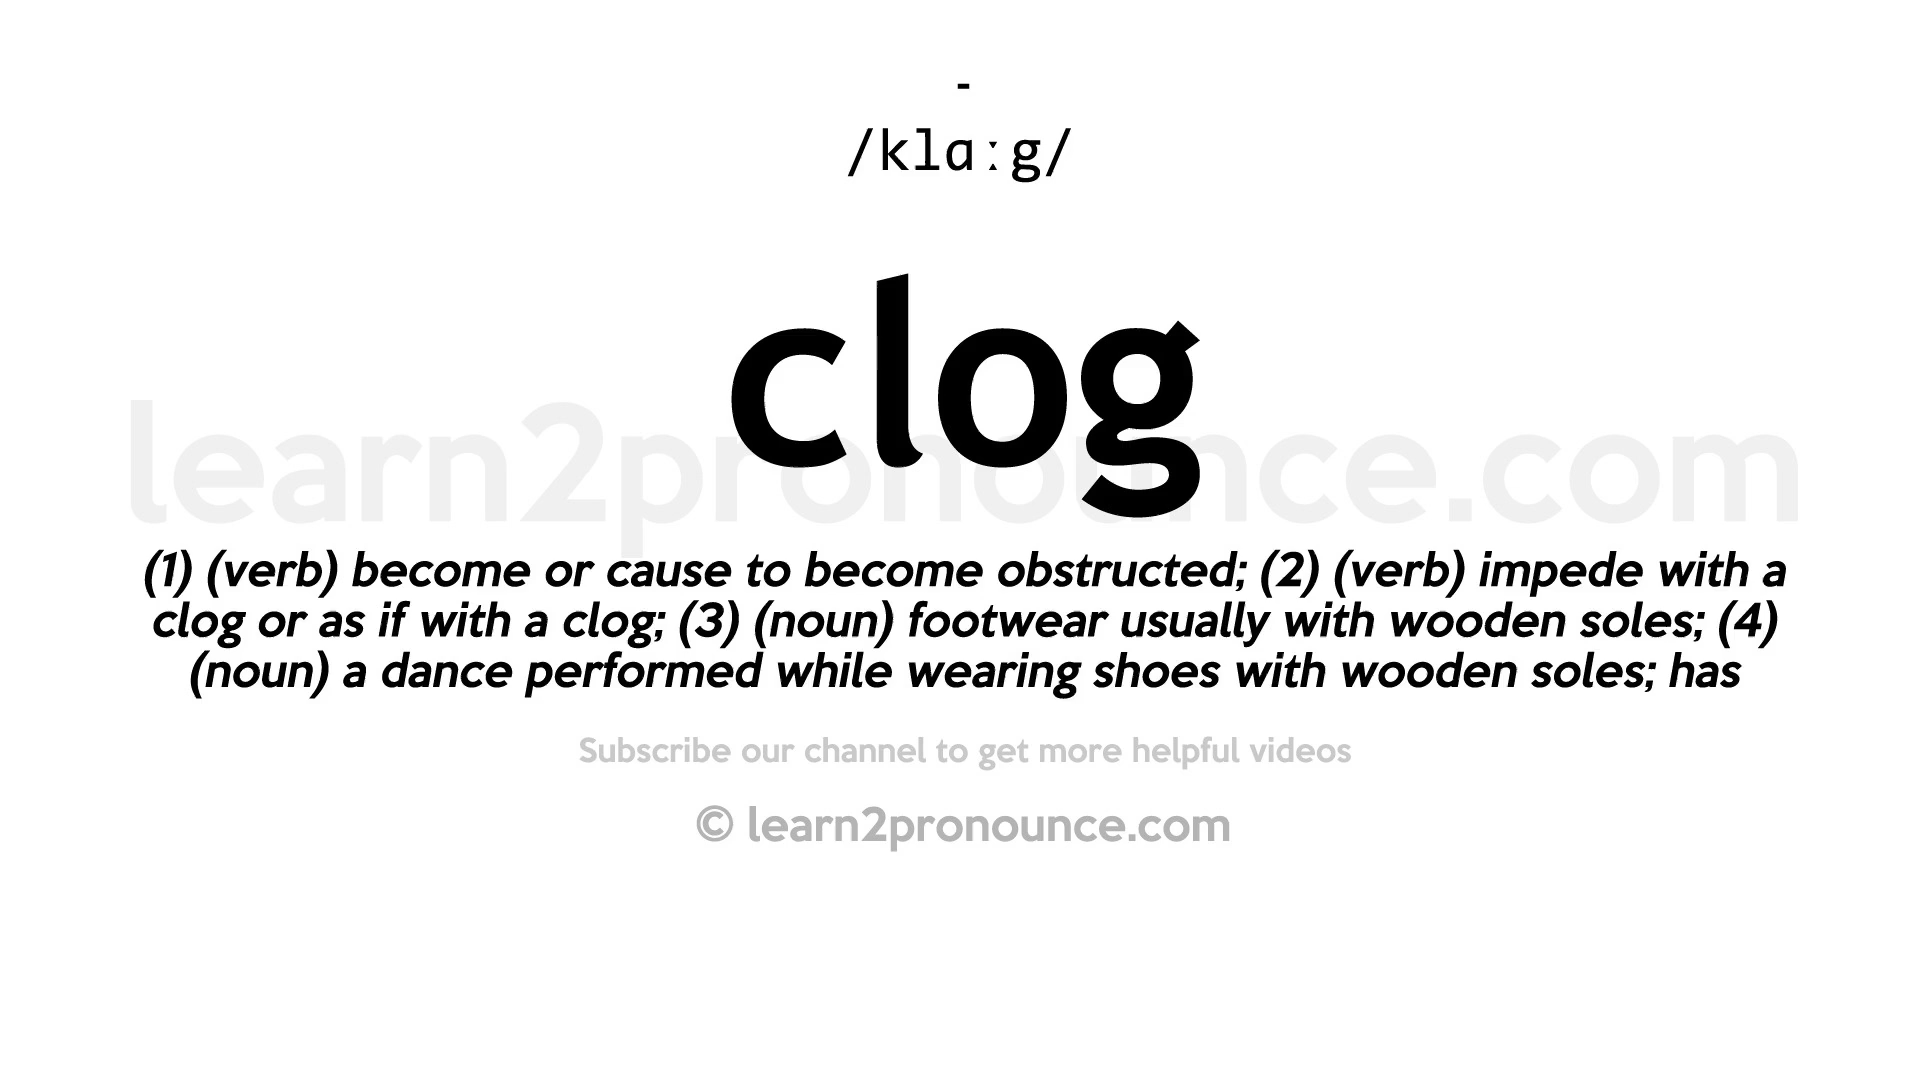 -
/klɑːg/
clog
learn2pronounce.com
(1) (verb) become or cause to become obstructed; (2) (verb) impede with a
clog or as if with a clog; (3) (noun) footwear usually with wooden soles; (4)
(noun) a dance performed while wearing shoes with wooden soles; has
Subscribe our channel to get more helpful videos
© learn2pronounce.com